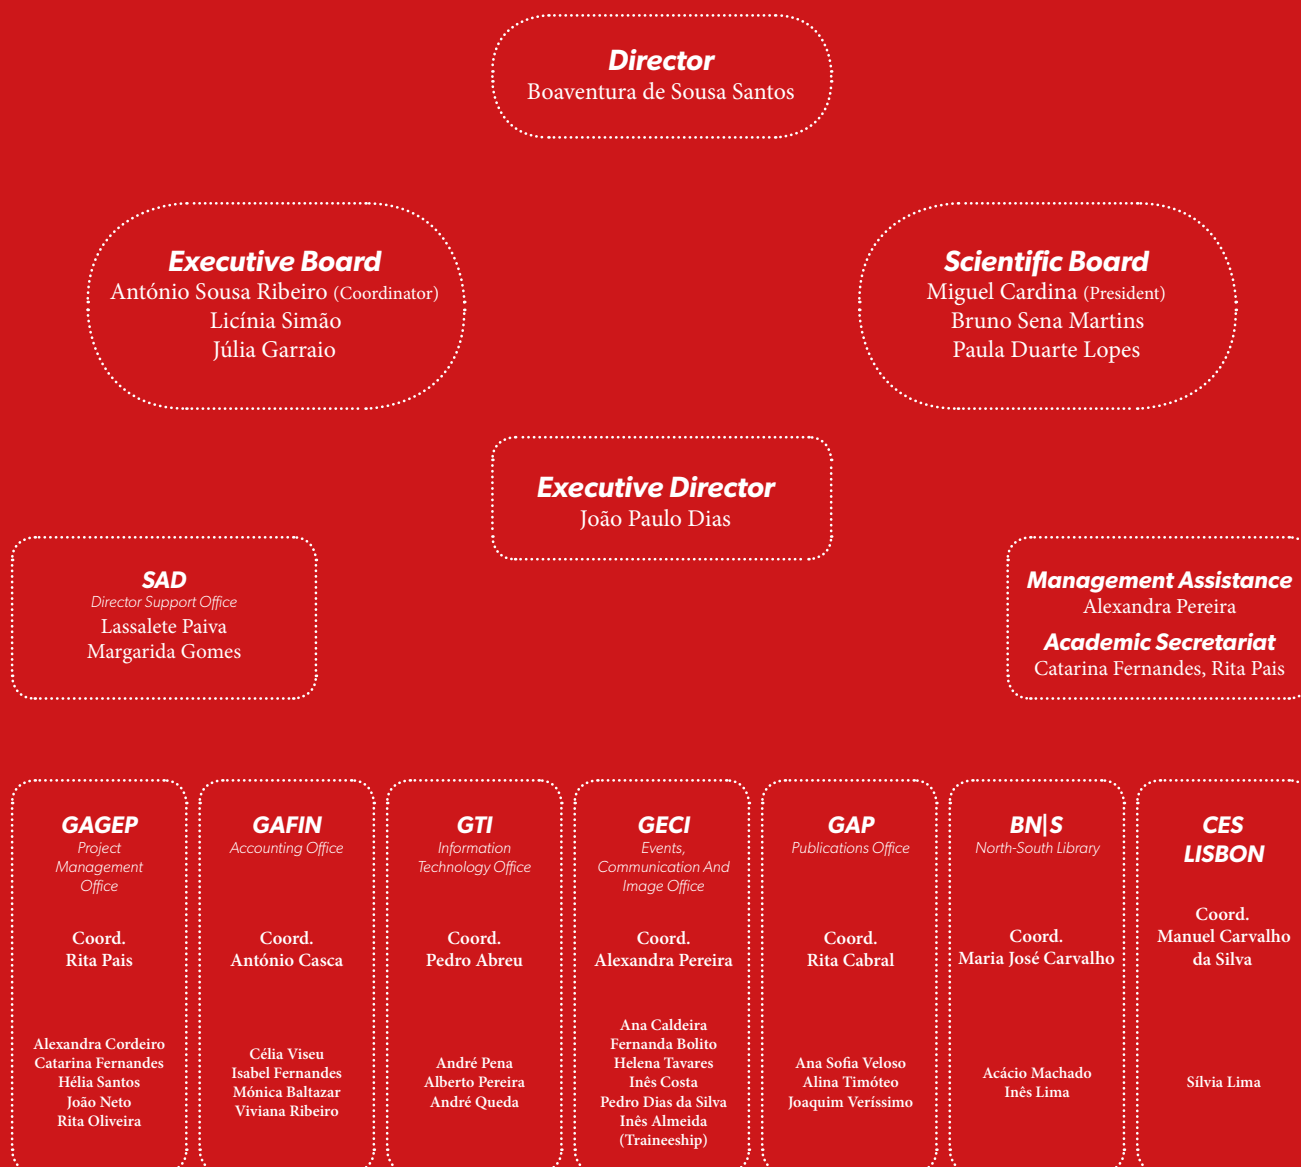 Director
Boaventura de Sousa Santos
Executive Board
António Sousa Ribeiro (Coordinator)
Licínia Simão
Júlia Garraio
Scientific Board
Miguel Cardina (President)
Bruno Sena Martins
Paula Duarte Lopes
Executive Director
João Paulo Dias
SAD
Director Support Office
Lassalete Paiva
Margarida Gomes
Management Assistance
Alexandra Pereira
Academic Secretariat
Catarina Fernandes, Rita Pais
GAGEP
Project
Management
Office
Coord.
Rita Pais
Alexandra Cordeiro
Catarina Fernandes
Hélia Santos
João Neto
Rita Oliveira
GAFIN
Accounting Office
Coord.
António Casca
Célia Viseu
Isabel Fernandes
Mónica Baltazar
Viviana Ribeiro
GTI
Information
Technology Office
Coord.
Pedro Abreu
André Pena
Alberto Pereira
André Queda
GECI
Events,
Communication And
Image Office
Coord.
Alexandra Pereira
Ana Caldeira
Fernanda Bolito
Helena Tavares
Inês Costa
Pedro Dias da Silva
Inês Almeida
(Traineeship)
GAP
Publications Office
Coord.
Rita Cabral
Ana Sofia Veloso
Alina Timóteo
Joaquim Veríssimo
BN|S
North-South Library
Coord.
Maria José Carvalho
Acácio Machado
Inês Lima
CES
LISBON
Coord.
Manuel Carvalho
da Silva
Sílvia Lima